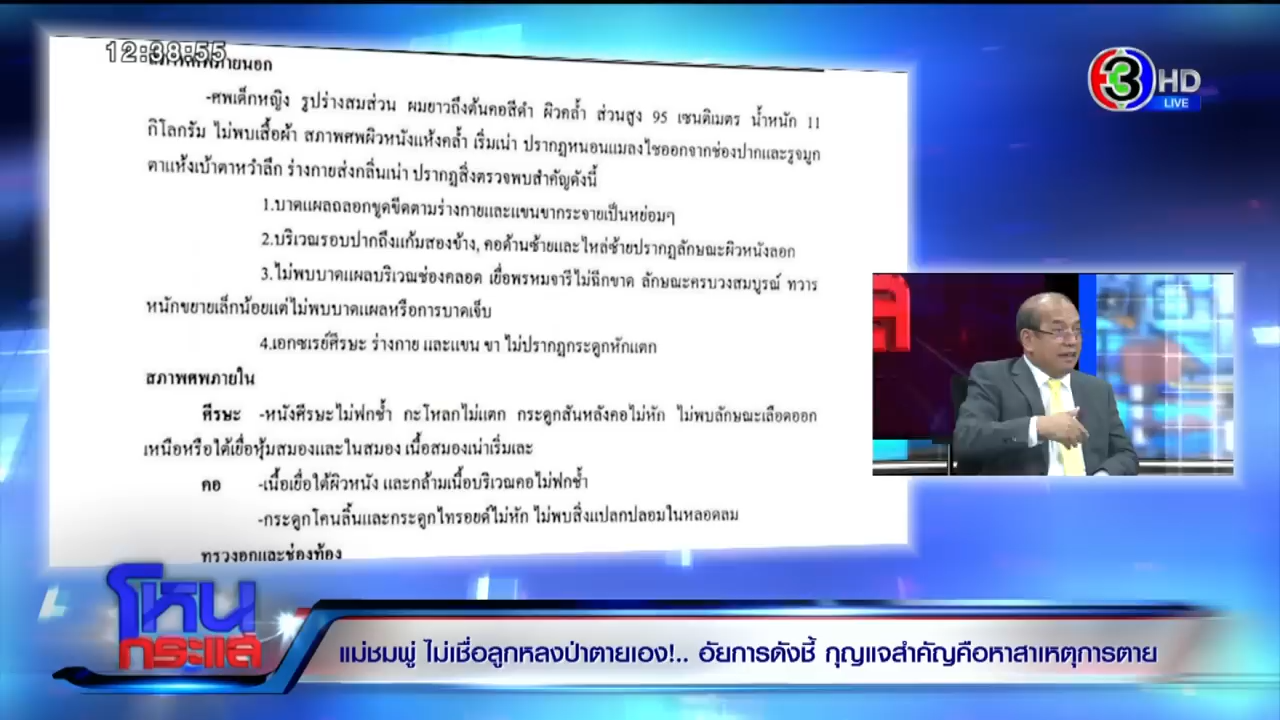 12:38:55
สภาพศพภายนอก
-ศพเด็กหญิง รูปร่างสมส่วน ผมยาวถึงต้นคอสีดำ ผิวคล้ำ ส่วนสูง 95 เซนติเมตร น้ำหนัก 11
กิโลกรัม ไม่พบเสื้อผ้า สภาพศพผิวหนังแห้งคล้ำ เริ่มเน่า ปรากฏหนอนแมลงไชออกจากช่องปากและรูจมูก
ตาแห้งเบ้าตาหวำลึก ร่างกายส่งกลิ่นเน่า ปรากฏสิ่งตรวจพบสำคัญดังนี้
1.บาดแผลถลอกขูดขีดตามร่างกายและแขนขากระจายเป็นหย่อมๆ
2.บริเวณรอบปากถึงแก้มสองข้าง, คอด้านซ้ายและไหล่ซ้ายปรากฏลักษณะผิวหนังลอก
3.ไม่พบบาดแผลบริเวณช่องคลอด เยื่อพรหมจารีไม่ฉีกขาด ลักษณะครบวงสมบูรณ์ ทวาร
หนักขยายเล็กน้อยแต่ไม่พบบาดแผลหรือการบาดเจ็บ
4.เอกซเรย์ศีรษะ ร่างกาย และแขน ขา ไม่ปรากฏกระดูกหักแตก
สภาพศพภายใน
ศีรษะ -หนังศีรษะไม่ฟกช้ำ กะโหลกไม่แตก กระดูกสันหลังคอไม่หัก ไม่พบลักษณะเลือดออก
เหนือหรือใต้เยื่อหุ้มสมองและในสมอง เนื้อสมองเน่าเริ่มเละ
คอ -เนื้อเยื่อใต้ผิวหนัง และกล้ามเนื้อบริเวณคอไม่ฟกช้ำ
-กระดูกโคนลิ้นและกระดูกไทรอยด์ไม่หัก ไม่พบสิ่งแปลกปลอมในหลอดลม
ทรวงอกและช่องท้อง
3 HD
LIVE
โหน
กระแส
แม่ชมพู่ ไม่เชื่อลูกหลงป่าตายเอง!.. อัยการดังชี้ กุญแจสำคัญคือหาสาเหตุการตาย